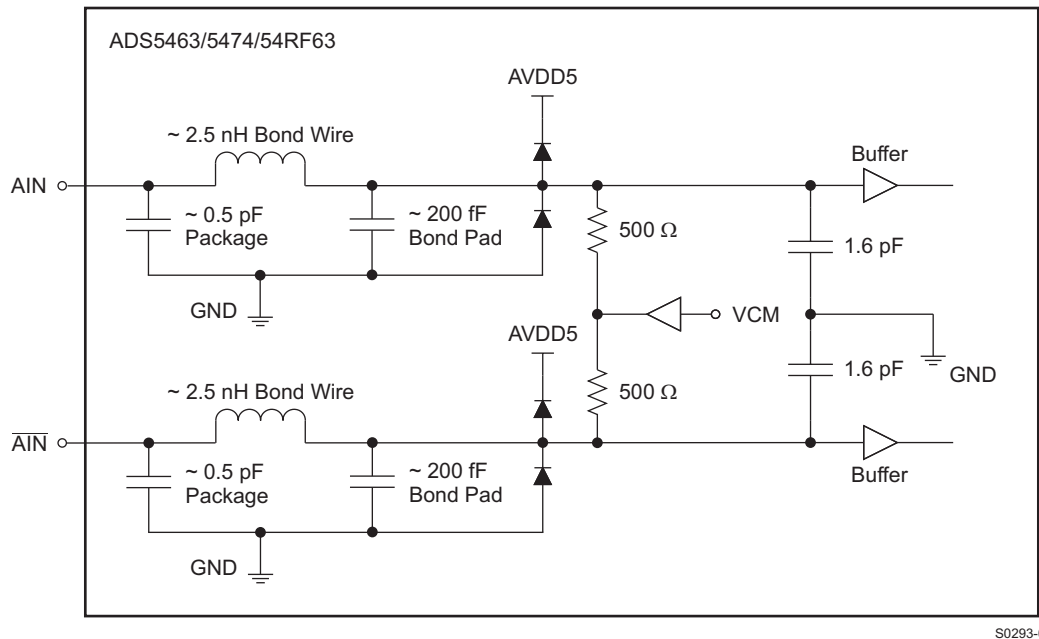 ADS5463/5474/54RF63
AVDD5
~ 2.5 nH Bond Wire
Buffer
AIN
~ 0.5 pF
Package
~ 200 fF
Bond Pad
500 Ω
1.6 pF
GND
VCM
AVDD5
1.6 pF
GND
~ 2.5 nH Bond Wire
500 Ω
AIN
~ 0.5 pF
Package
~ 200 fF
Bond Pad
Buffer
GND